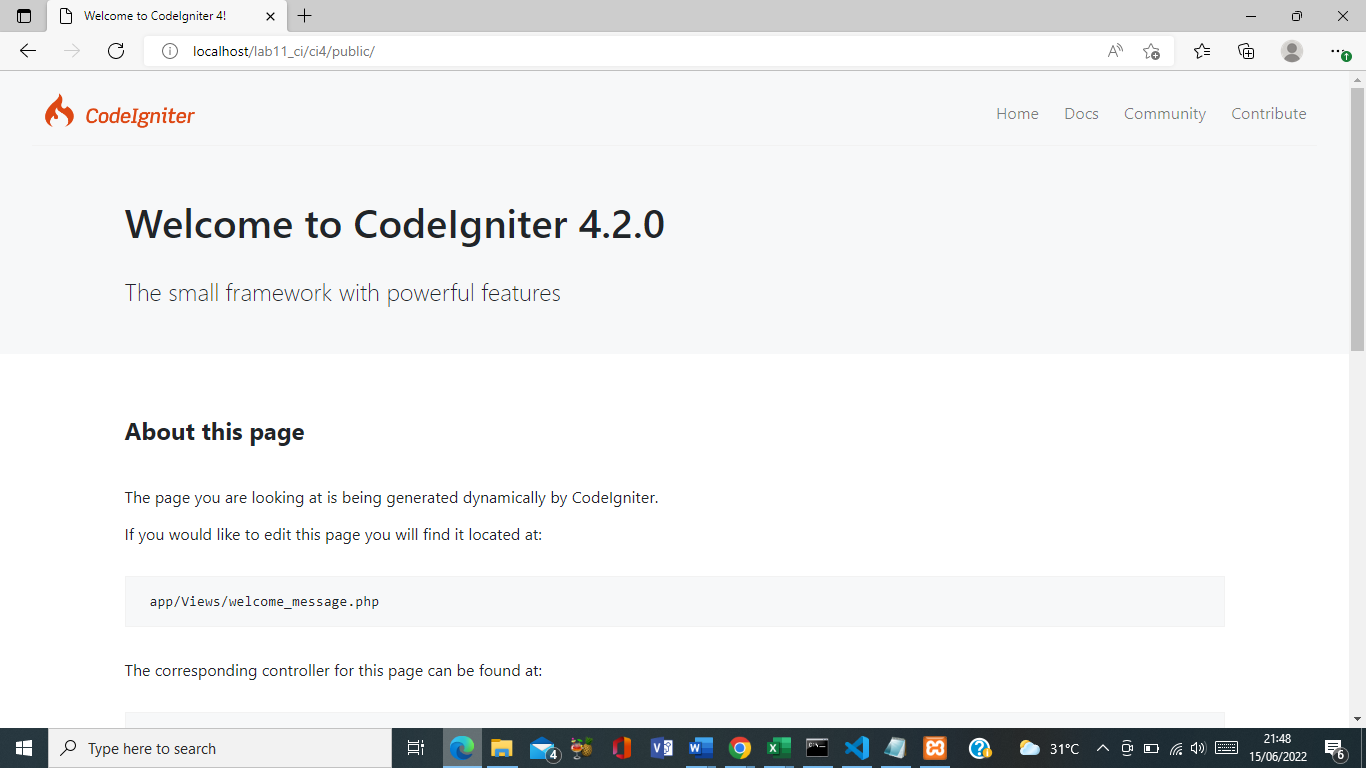 Welcome to CodeIgniter 4!
localhost/lab11_ci/ci4/public/
CodeIgniter
Home Docs Community Contribute
Welcome to CodeIgniter 4.2.0
The small framework with powerful features
About this page
The page you are looking at is being generated dynamically by CodeIgniter.
If you would like to edit this page you will find it located at:
app/Views/welcome_message.php
The corresponding controller for this page can be found at:
Type here to search
4
31°C
21:48
15/06/2022
6